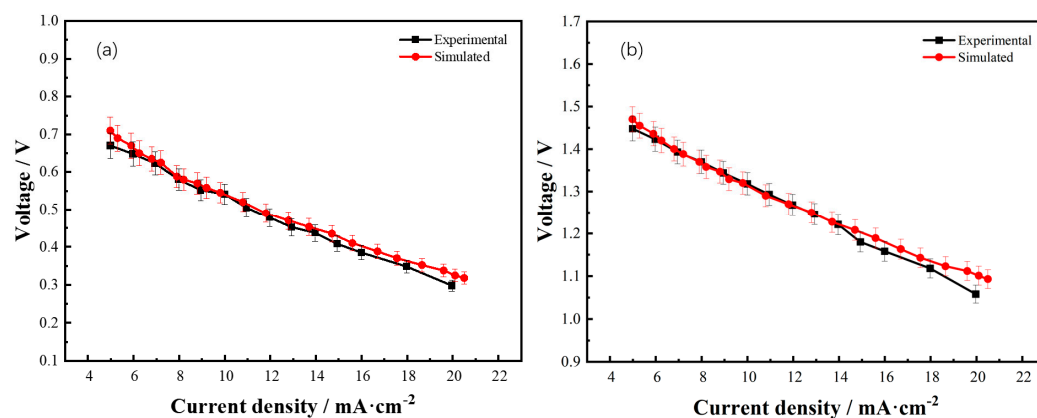 (a)
Experimental
Simulated
Voltage / V
1.0
0.9
0.8
0.7
0.6
0.5
0.4
0.3
0.2
0.1
4 6 8 10 12 14 16 18 20 22
Current density / mA·cm⁻²
(b)
Experimental
Simulated
Voltage / V
1.7
1.6
1.5
1.4
1.3
1.2
1.1
1.0
0.9
4 6 8 10 12 14 16 18 20 22
Current density / mA·cm⁻²